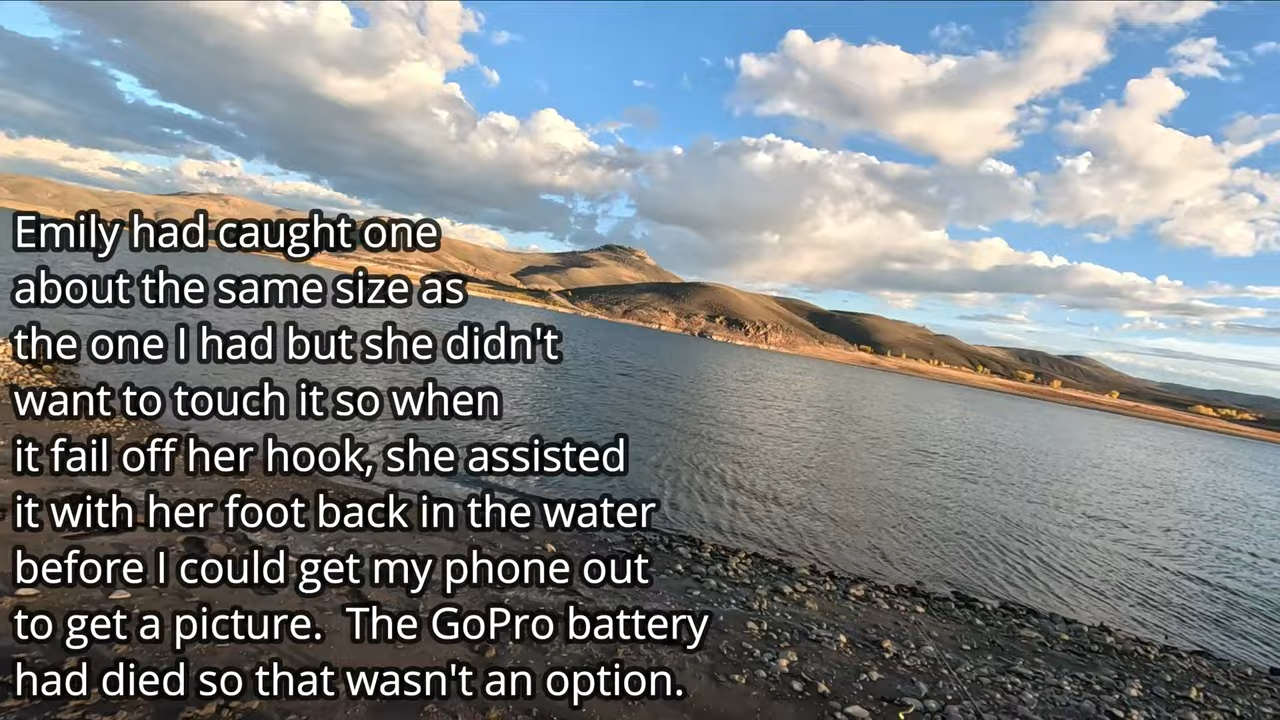 Emily had caught one
about the same size as
the one I had but she didn't
want to touch it so when
it fail off her hook, she assisted
it with her foot back in the water
before I could get my phone out
to get a picture.  The GoPro battery
had died so that wasn't an option.